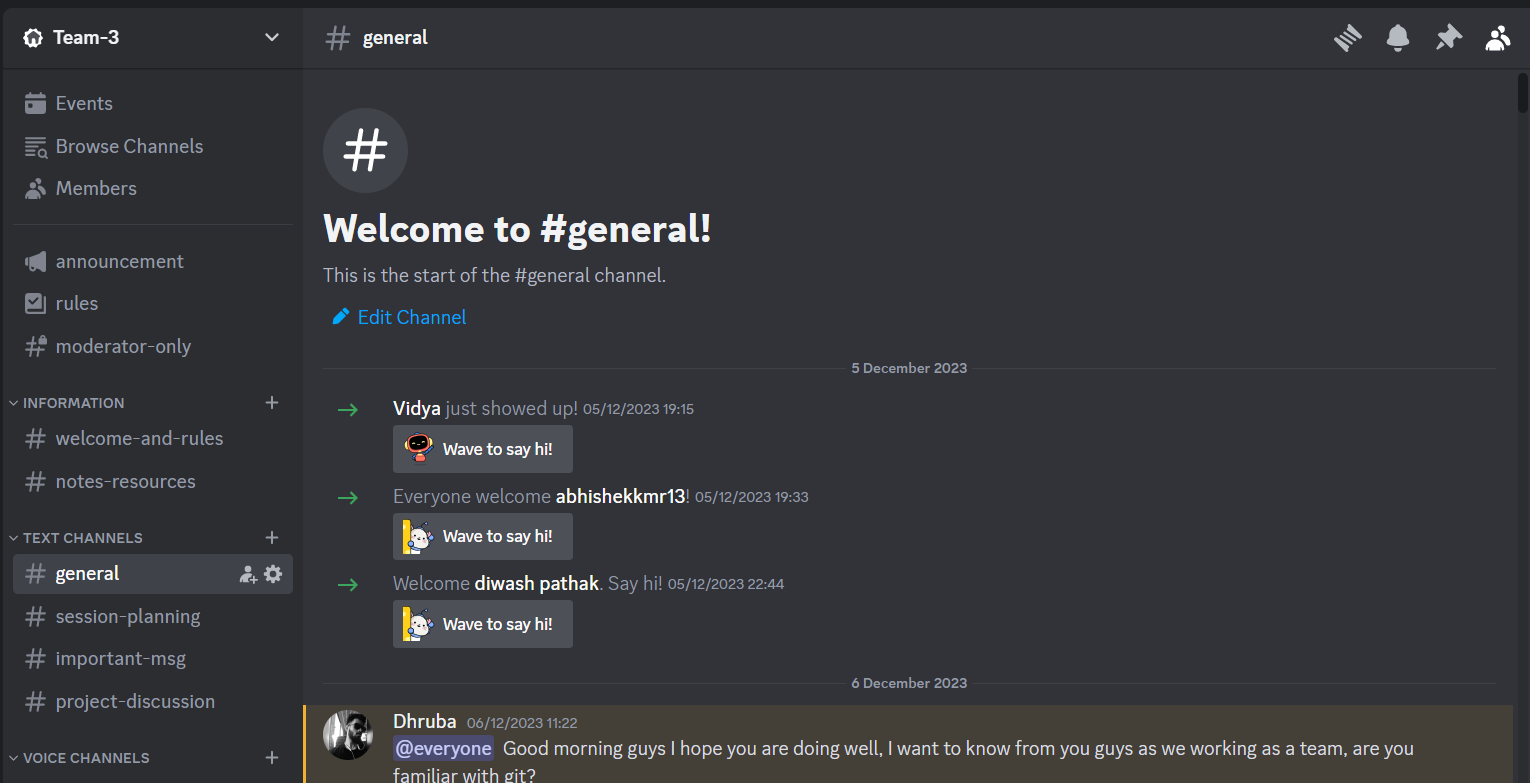 Team-3
Events
Browse Channels
Members
announcement
rules
moderator-only
INFORMATION
welcome-and-rules
notes-resources
TEXT CHANNELS
general
session-planning
important-msg
project-discussion
VOICE CHANNELS
general
Welcome to #general!
This is the start of the #general channel.
Edit Channel
5 December 2023
Vidya just showed up! 05/12/2023 19:15
Wave to say hi!
Everyone welcome abhishekkmr13! 05/12/2023 19:33
Wave to say hi!
Welcome diwash pathak. Say hi! 05/12/2023 22:44
Wave to say hi!
6 December 2023
Dhruba 06/12/2023 11:22
@everyone Good morning guys I hope you are doing well, I want to know from you guys as we working as a team, are you
familiar with git?